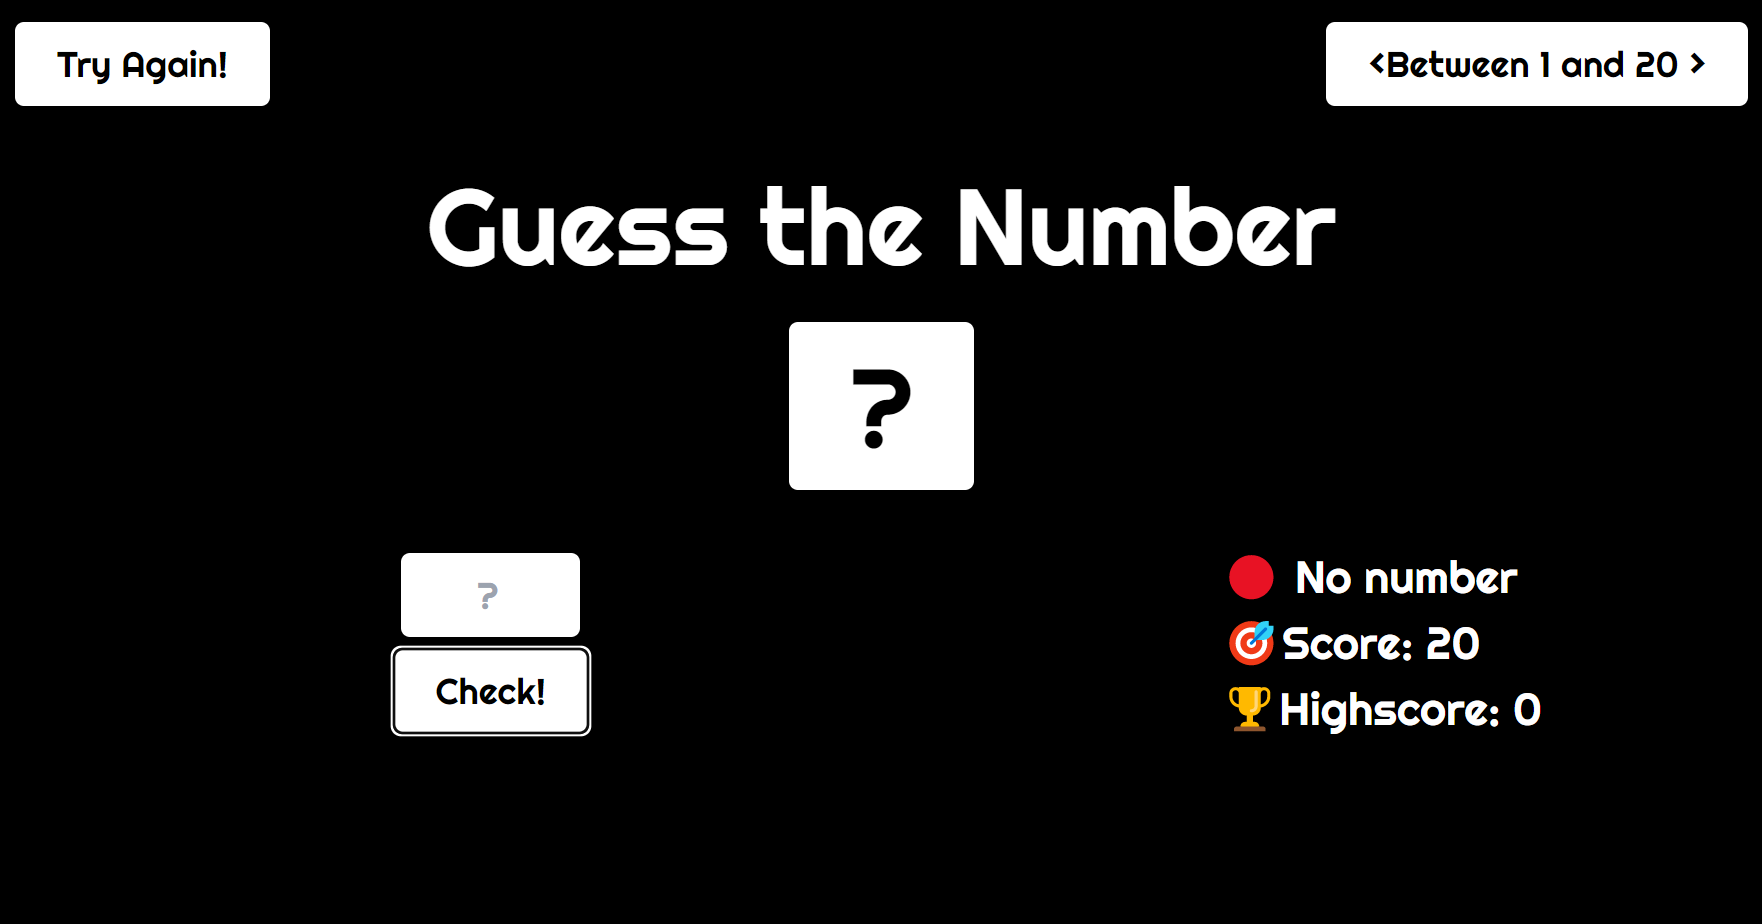 Try Again!
<Between 1 and 20 >
Guess the Number
?
?
Check!
🔴 No number
🎯 Score: 20
🏆 Highscore: 0